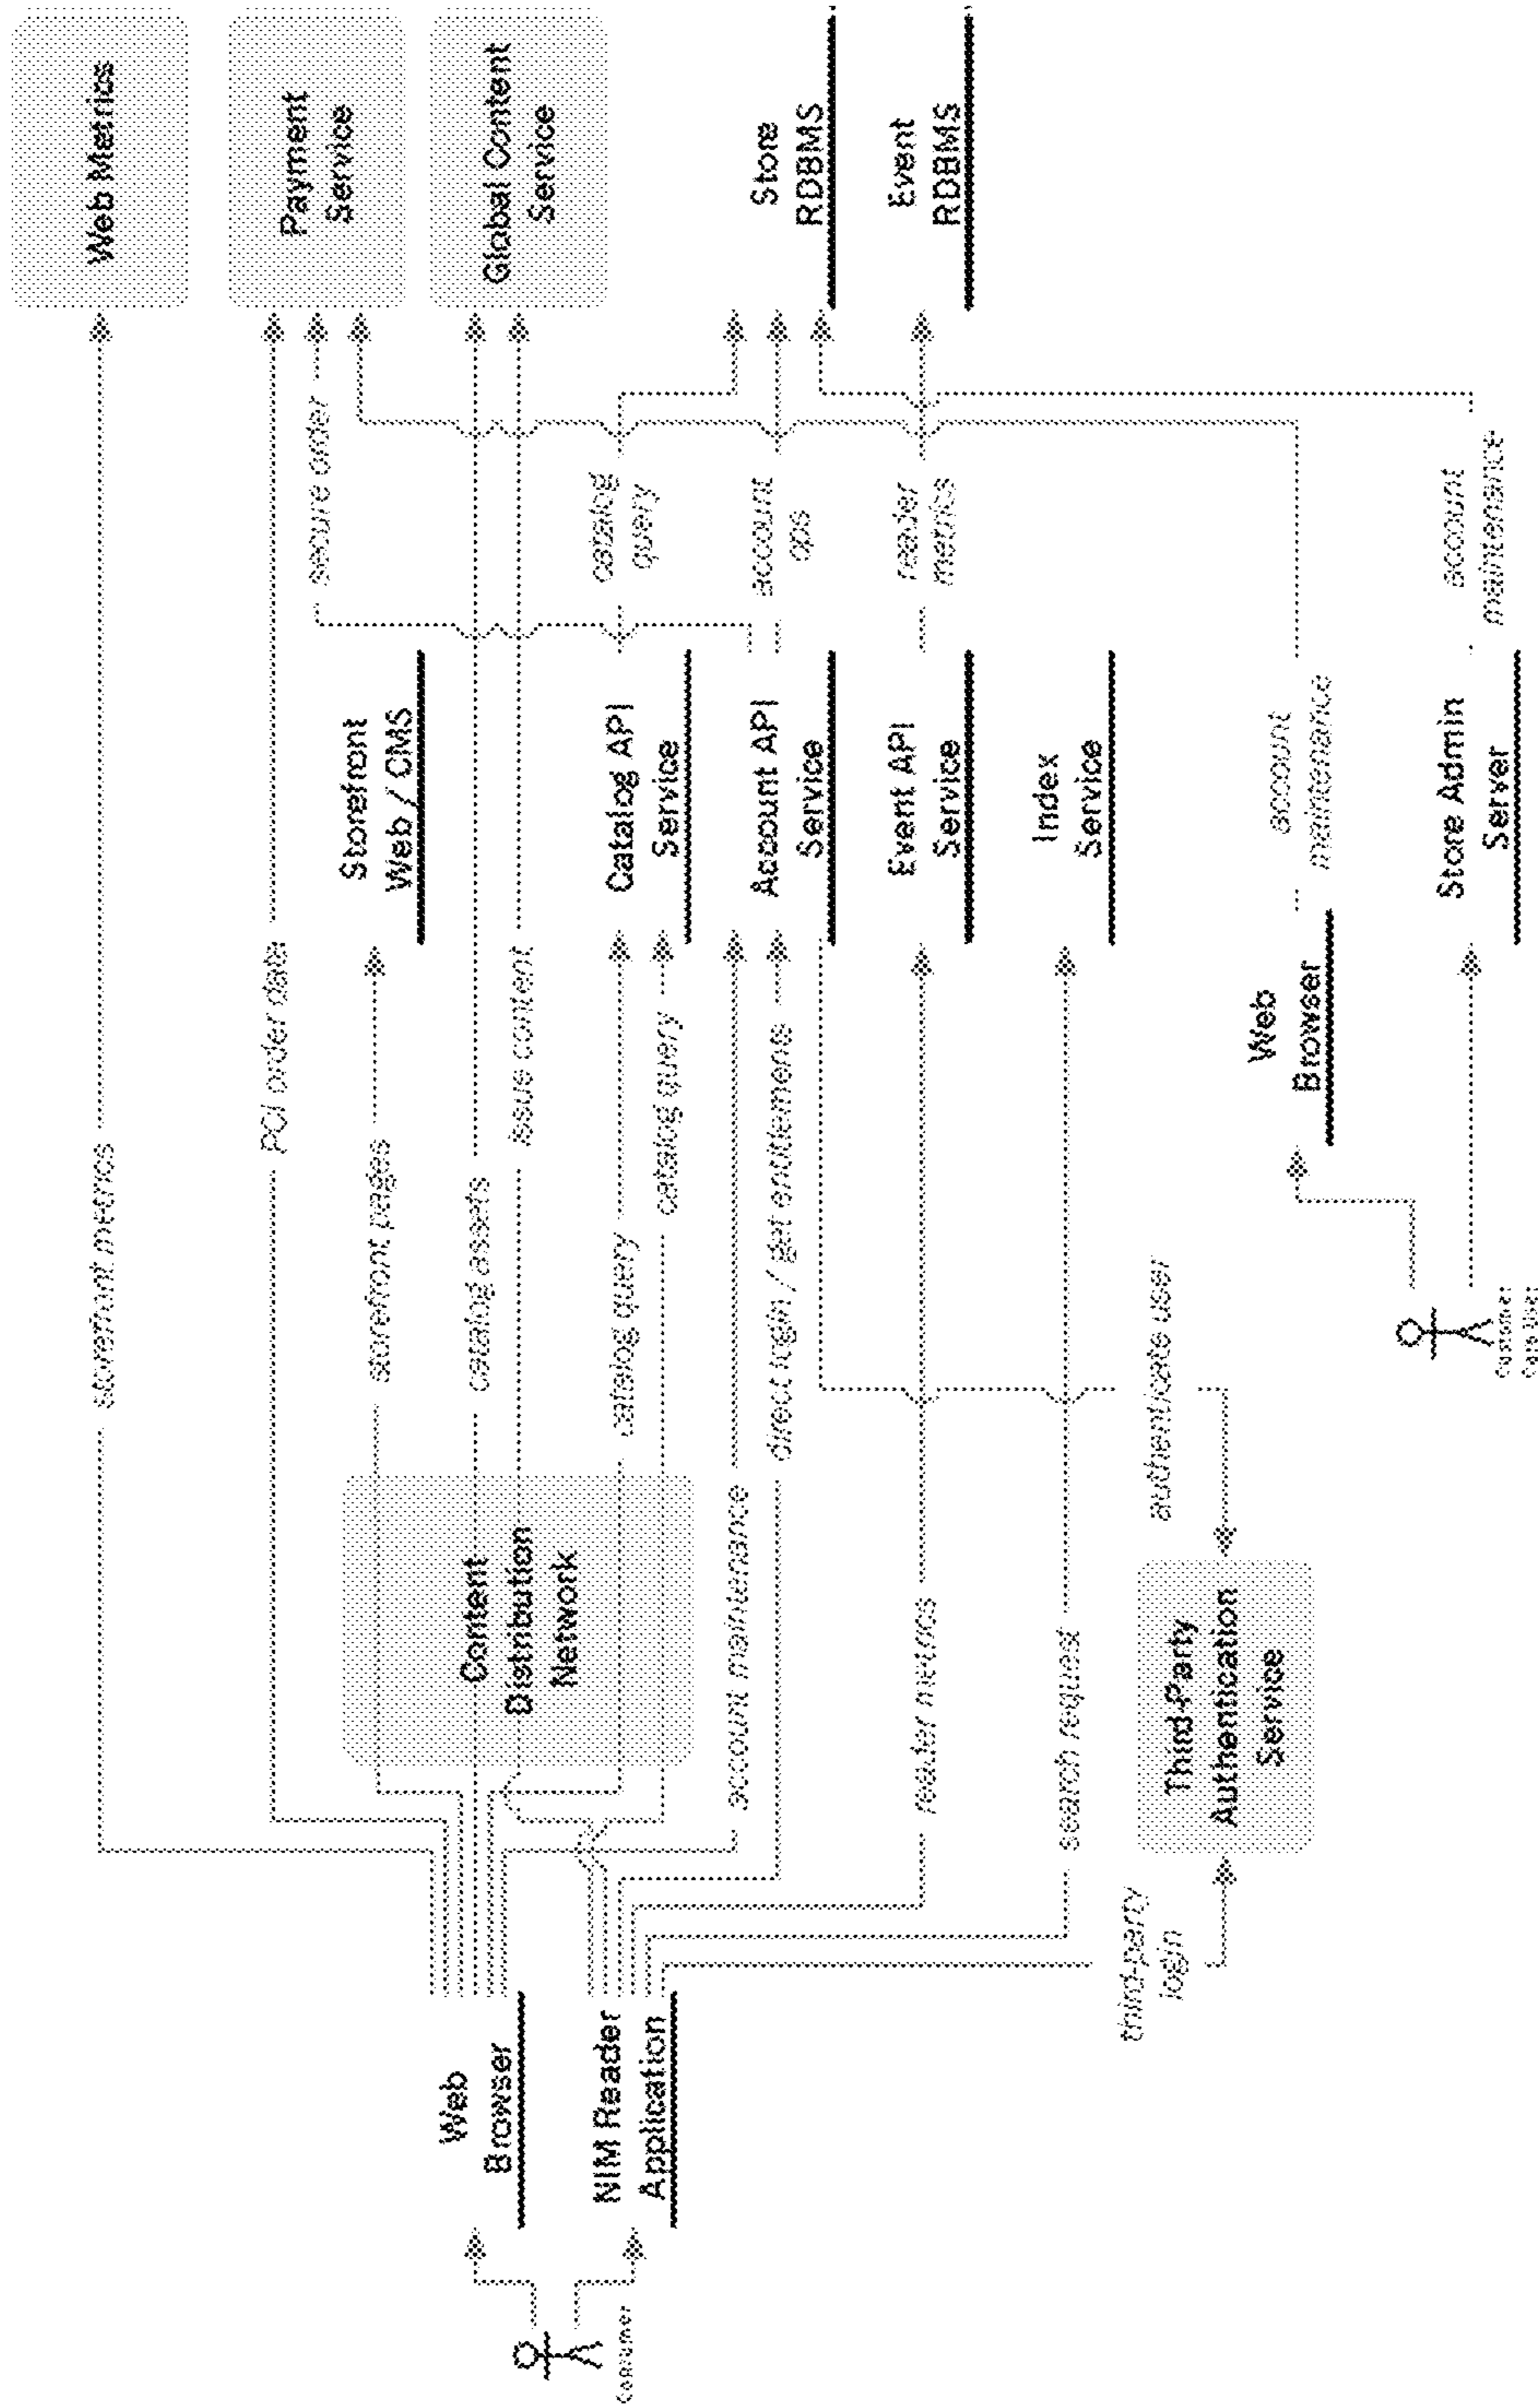 Web Metrics
Payment
Service
Global Content
Service
Store
RDBMS
Event
RDBMS
secure order
catalog
query
account
ops
reader
metrics
account
maintenance
Storefront
Web / CMS
Catalog API
Service
Account API
Service
Event API
Service
Index
Service
account
maintenance
Store Admin
Server
storefront metrics
PCI order data
storefront pages
catalog assets
issue content
catalog query
catalog query
account maintenance
direct login / get entitlements
reader metrics
search request
authenticate user
Web
Browser
Customer
Care User
Content
Distribution
Network
Third-Party
Authentication
Service
third-party
login
Web
Browser
NIM Reader
Application
Consumer